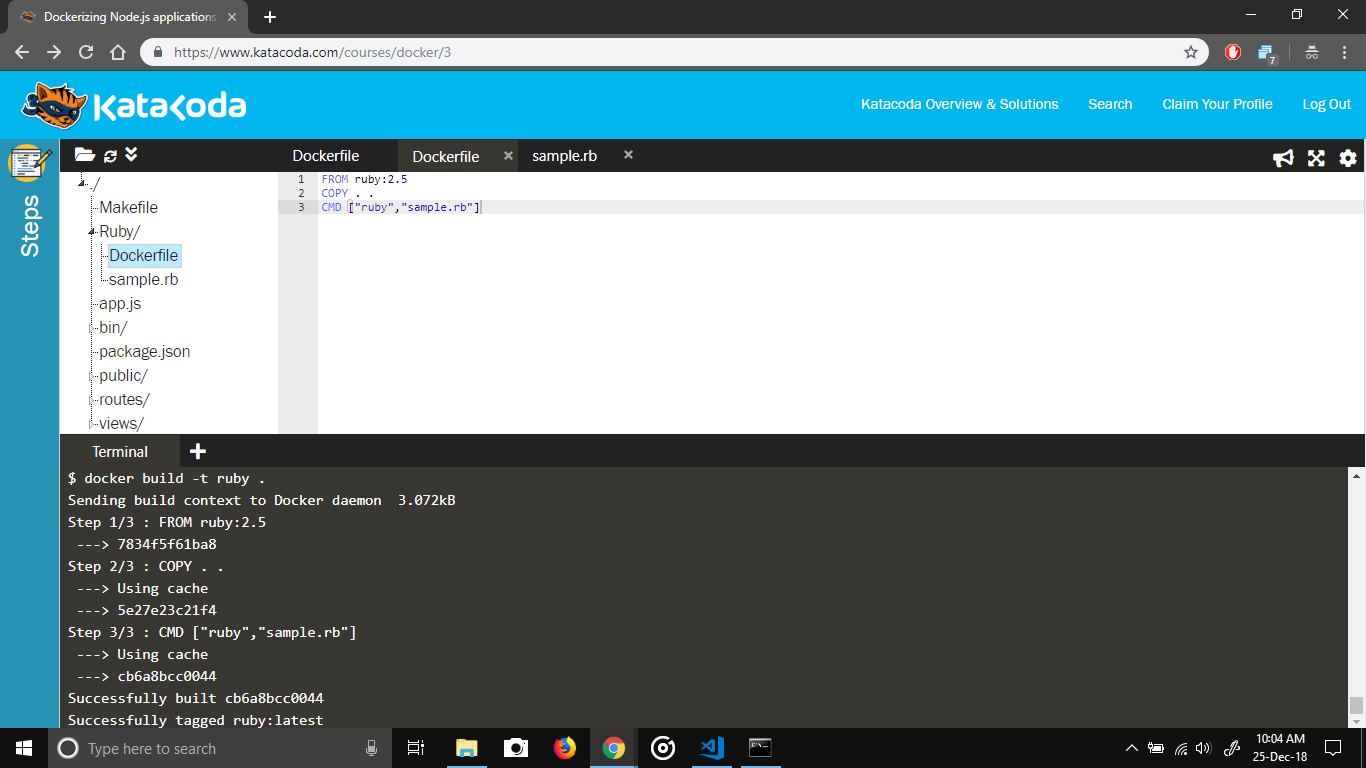 Dockerizing Node.js applications
https://www.katacoda.com/courses/docker/3
7
Katacoda
Katacoda Overview & Solutions Search Claim Your Profile Log Out
Steps
Dockerfile Dockerfile sample.rb
./
Makefile
Ruby/
Dockerfile
sample.rb
app.js
bin/
package.json
public/
routes/
views/
1 FROM ruby:2.5
2 COPY . .
3 CMD ["ruby","sample.rb"]
Terminal
$ docker build -t ruby .
Sending build context to Docker daemon  3.072kB
Step 1/3 : FROM ruby:2.5
 ---> 7834f5f61ba8
Step 2/3 : COPY . .
 ---> Using cache
 ---> 5e27e23c21f4
Step 3/3 : CMD ["ruby","sample.rb"]
 ---> Using cache
 ---> cb6a8bcc0044
Successfully built cb6a8bcc0044
Successfully tagged ruby:latest
Type here to search
10:04 AM
25-Dec-18